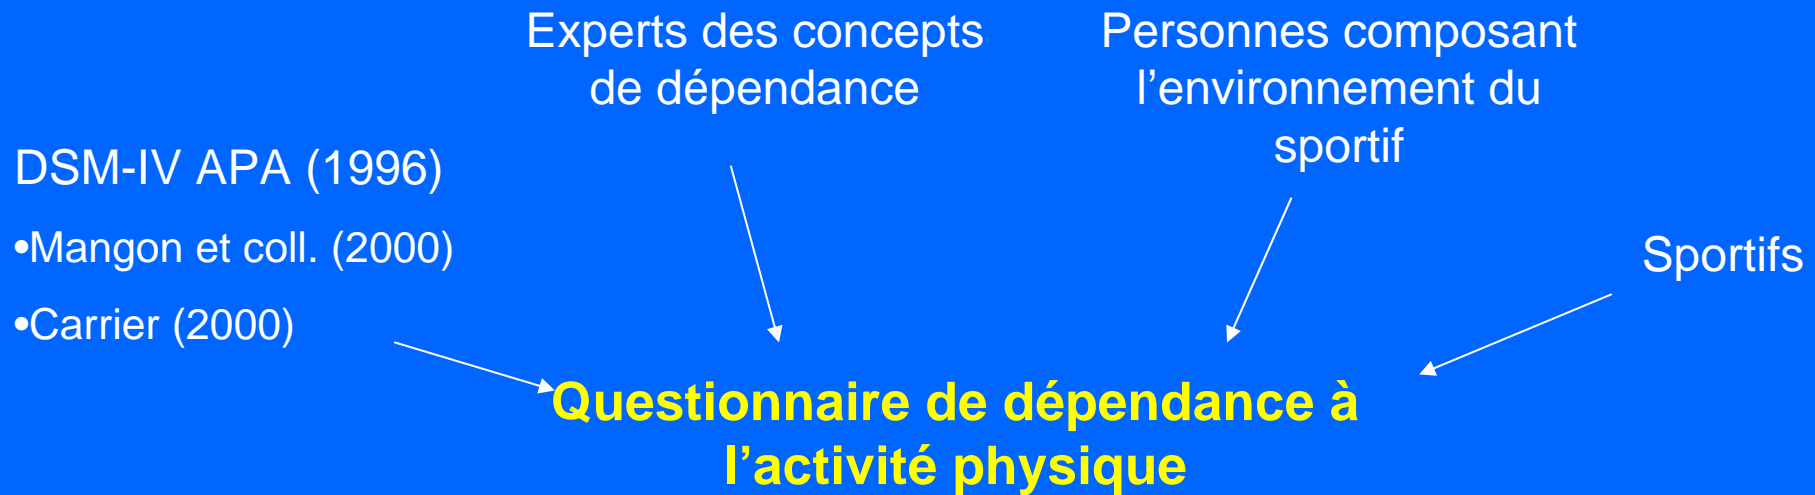 Experts des concepts
de dépendance
Personnes composant
l’environnement du
sportif
DSM-IV APA (1996)
•Mangon et coll. (2000)
•Carrier (2000)
Sportifs
Questionnaire de dépendance à
l’activité physique